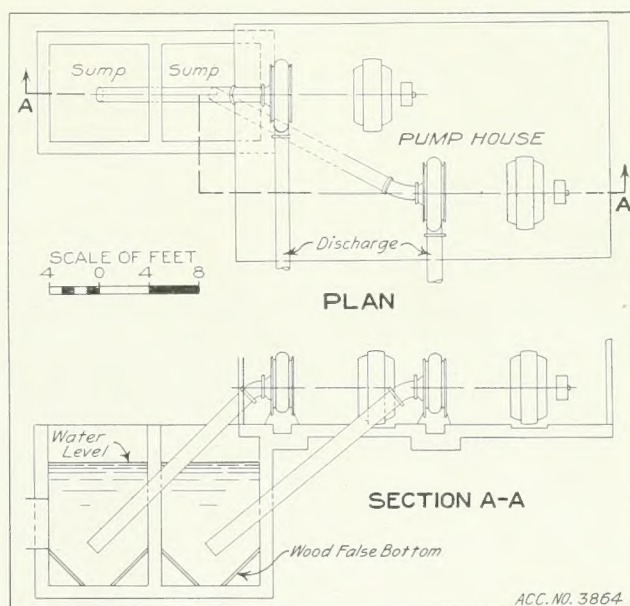 Sump Sump
A
PUMP HOUSE
A
SCALE OF FEET
4 0 4 8
Discharge
PLAN
Water
Level
SECTION A-A
Wood False Bottom
ACC. NO. 3864